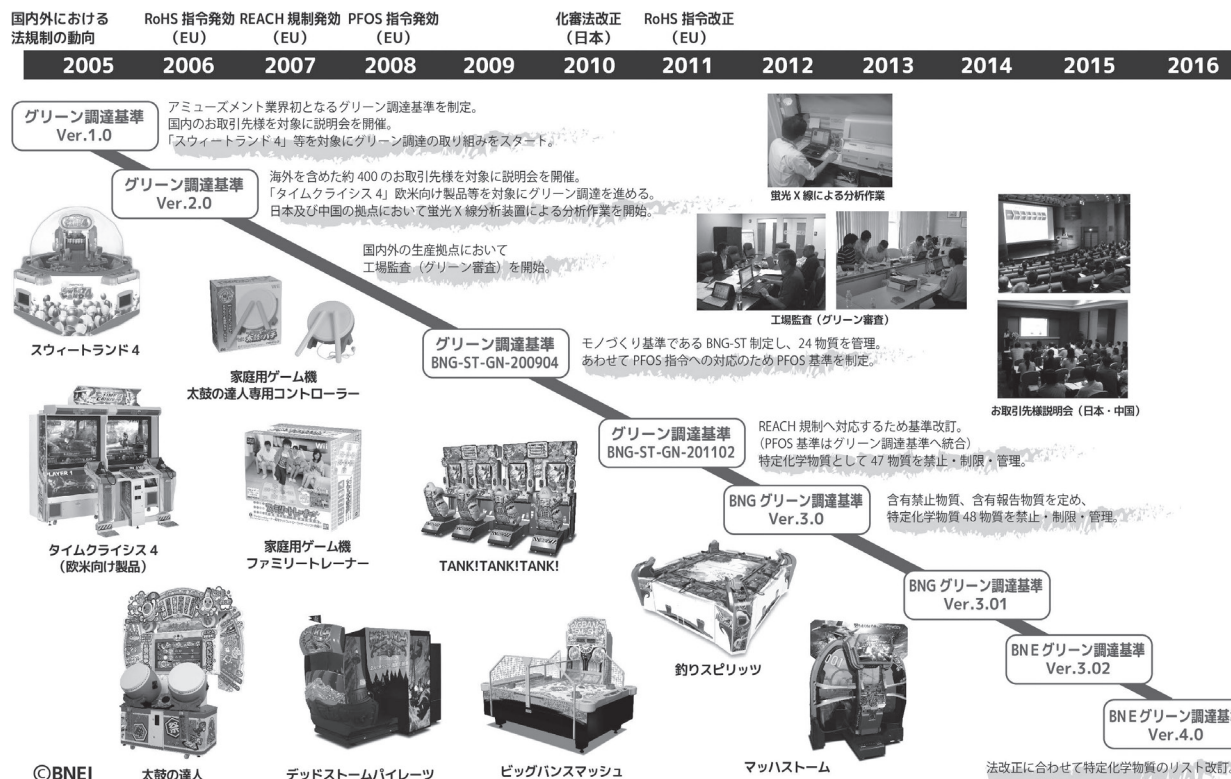 国内外における
法規制の動向
RoHS 指令発効
（EU）
REACH 規制発効
（EU）
PFOS 指令発効
（EU）
化審法改正
（日本）
RoHS 指令改正
（EU）
2005 2006 2007 2008 2009 2010 2011 2012 2013 2014 2015 2016
グリーン調達基準
Ver.1.0
アミューズメント業界初となるグリーン調達基準を制定。
国内のお取引先様を対象に説明会を開催。
「スウィートランド 4」等を対象にグリーン調達の取り組みをスタート。
グリーン調達基準
Ver.2.0
海外を含めた約 400 のお取引先様を対象に説明会を開催。
「タイムクライシス 4」欧米向け製品等を対象にグリーン調達を進める。
日本及び中国の拠点において蛍光 X 線分析装置による分析作業を開始。
国内外の生産拠点において
工場監査（グリーン審査）を開始。
蛍光 X 線による分析作業
工場監査（グリーン審査）
お取引先様説明会（日本・中国）
スウィートランド 4
家庭用ゲーム機
太鼓の達人専用コントローラー
グリーン調達基準
BNG-ST-GN-200904
モノづくり基準である BNG-ST 制定し、24 物質を管理。
あわせて PFOS 指令への対応のため PFOS 基準を制定。
グリーン調達基準
BNG-ST-GN-201102
REACH 規制へ対応するため基準改訂。
（PFOS 基準はグリーン調達基準へ統合）
特定化学物質として 47 物質を禁止・制限・管理。
BNG グリーン調達基準
Ver.3.0
含有禁止物質、含有報告物質を定め、
特定化学物質 48 物質を禁止・制限・管理。
タイムクライシス 4
（欧米向け製品）
家庭用ゲーム機
ファミリートレーナー
TANK!TANK!TANK!
BNG グリーン調達基準
Ver.3.01
BNE グリーン調達基準
Ver.3.02
BNE グリーン調達基
Ver.4.0
法改正に合わせて特定化学物質のリスト改訂
釣りスピリッツ
©BNEI
太鼓の達人
デッドストームパイレーツ
ビッグバンスマッシュ
マッハストーム